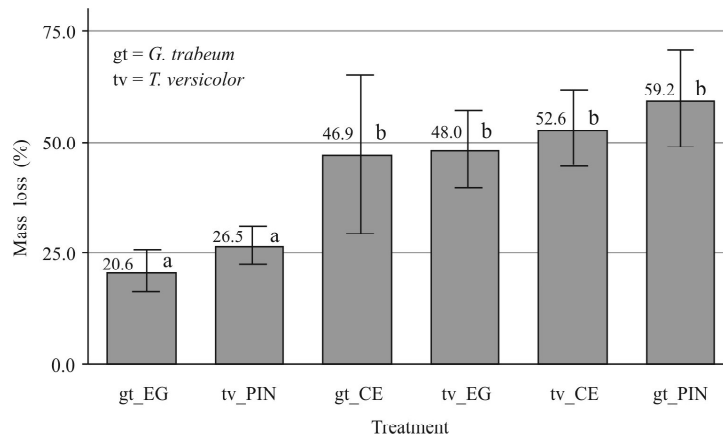 75.0
gt = G. trabeum
tv = T. versicolor
59.2 b
52.6 b
48.0 b
46.9 b
50.0
Mass loss (%)
26.5 a
25.0
20.6 a
0.0
gt_EG tv_PIN gt_CE tv_EG tv_CE gt_PIN
Treatment